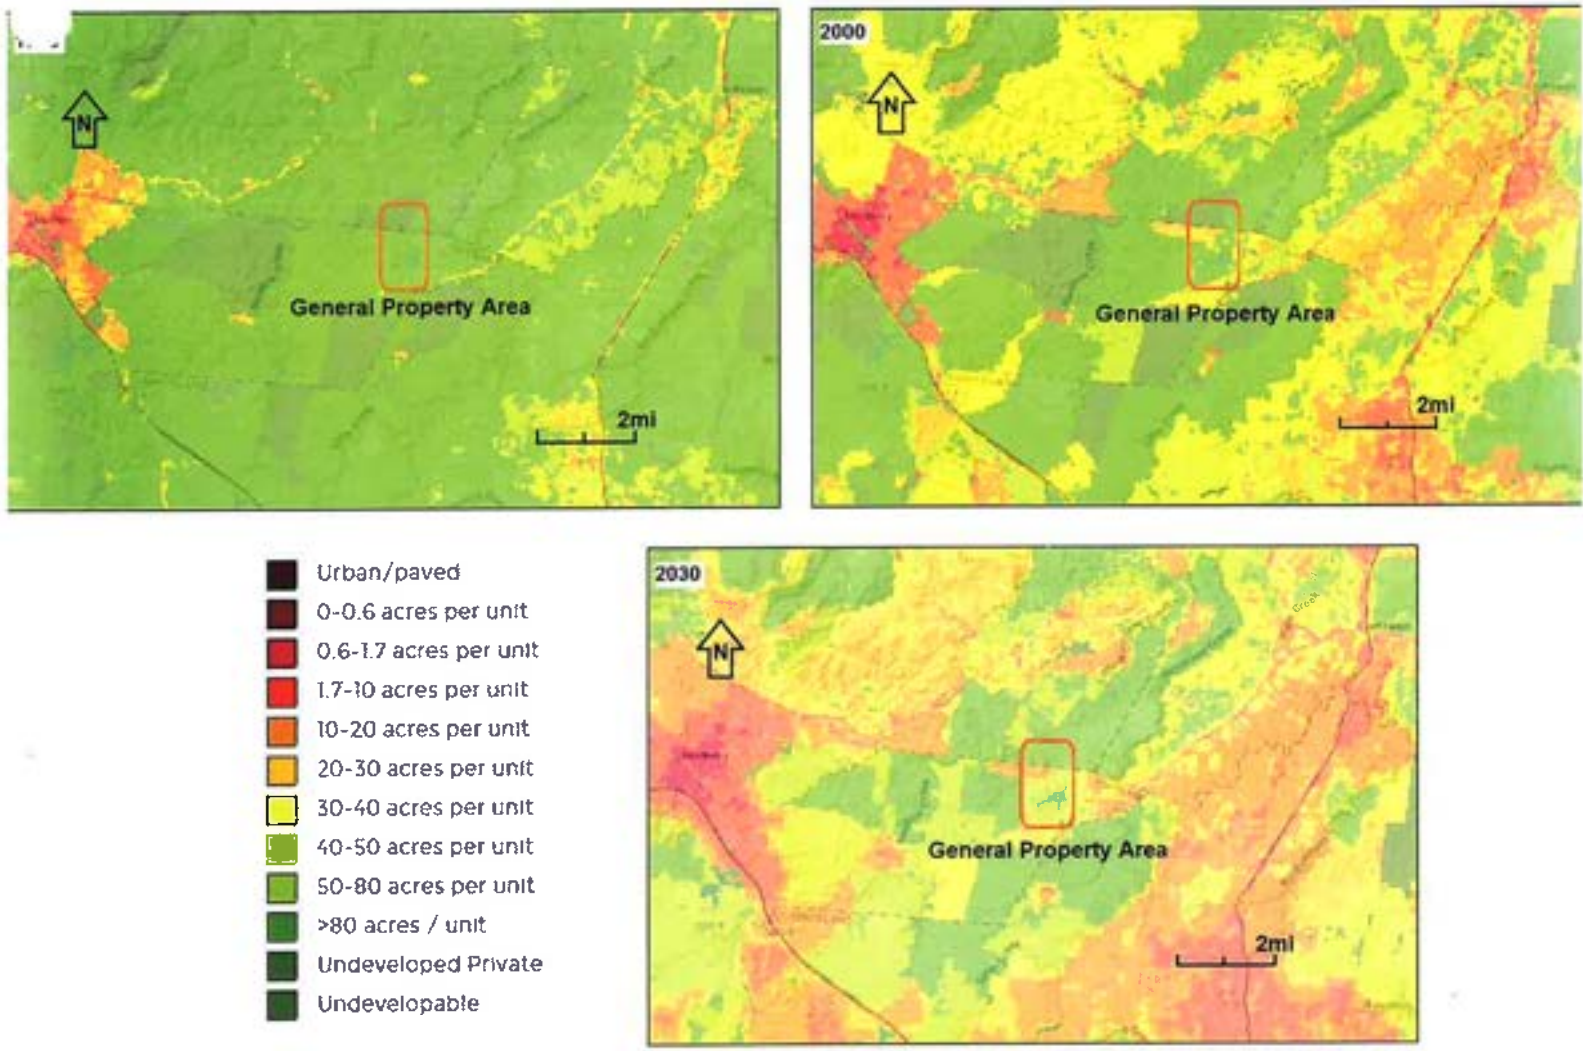 2000
N
N
General Property Area
General Property Area
2mi
2mi
Urban/paved
0-0.6 acres per unit
0.6-1.7 acres per unit
1.7-10 acres per unit
10-20 acres per unit
20-30 acres per unit
30-40 acres per unit
40-50 acres per unit
50-80 acres per unit
>80 acres / unit
Undeveloped Private
Undevelopable
2030
N
Creek
General Property Area
2mi